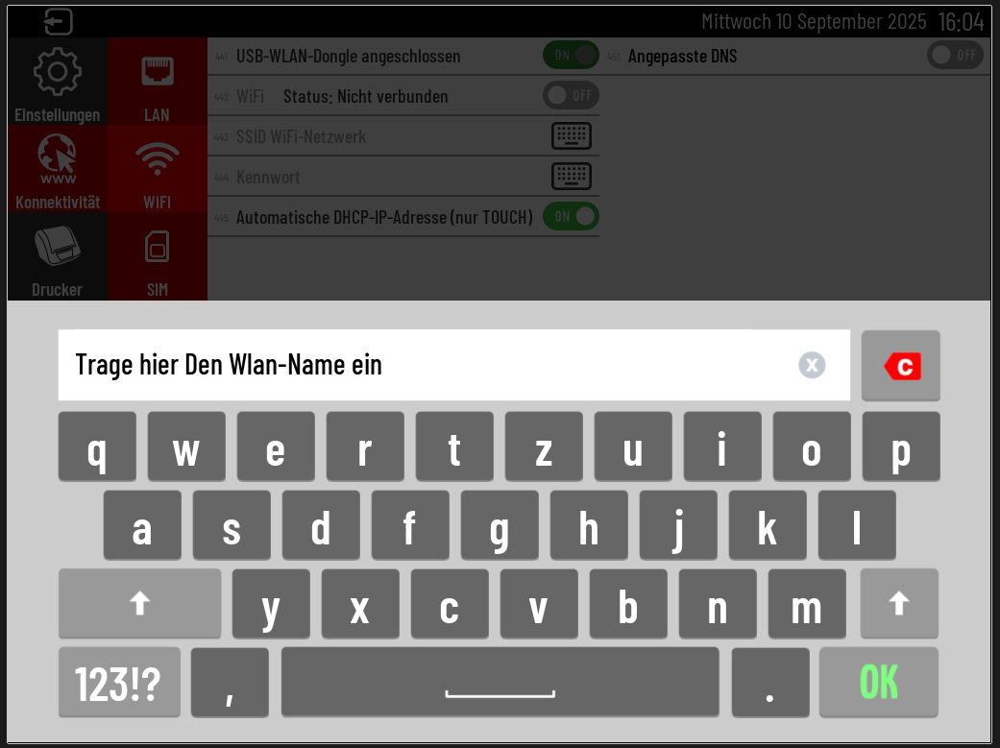 Mittwoch 10 September 2025 16:04
Einstellungen
LAN
Konnektivität
www
WIFI
Drucker
SIM
441 USB-WLAN-Dongle angeschlossen ON
442 WiFi Status: Nicht verbunden OFF
443 SSID WiFi-Netzwerk
444 Kennwort
445 Automatische DHCP-IP-Adresse (nur TOUCH) ON
451 Angepasste DNS OFF
Trage hier Den Wlan-Name ein X C
q w e r t z u i o p
a s d f g h j k l
y x c v b n m
123!? , . OK